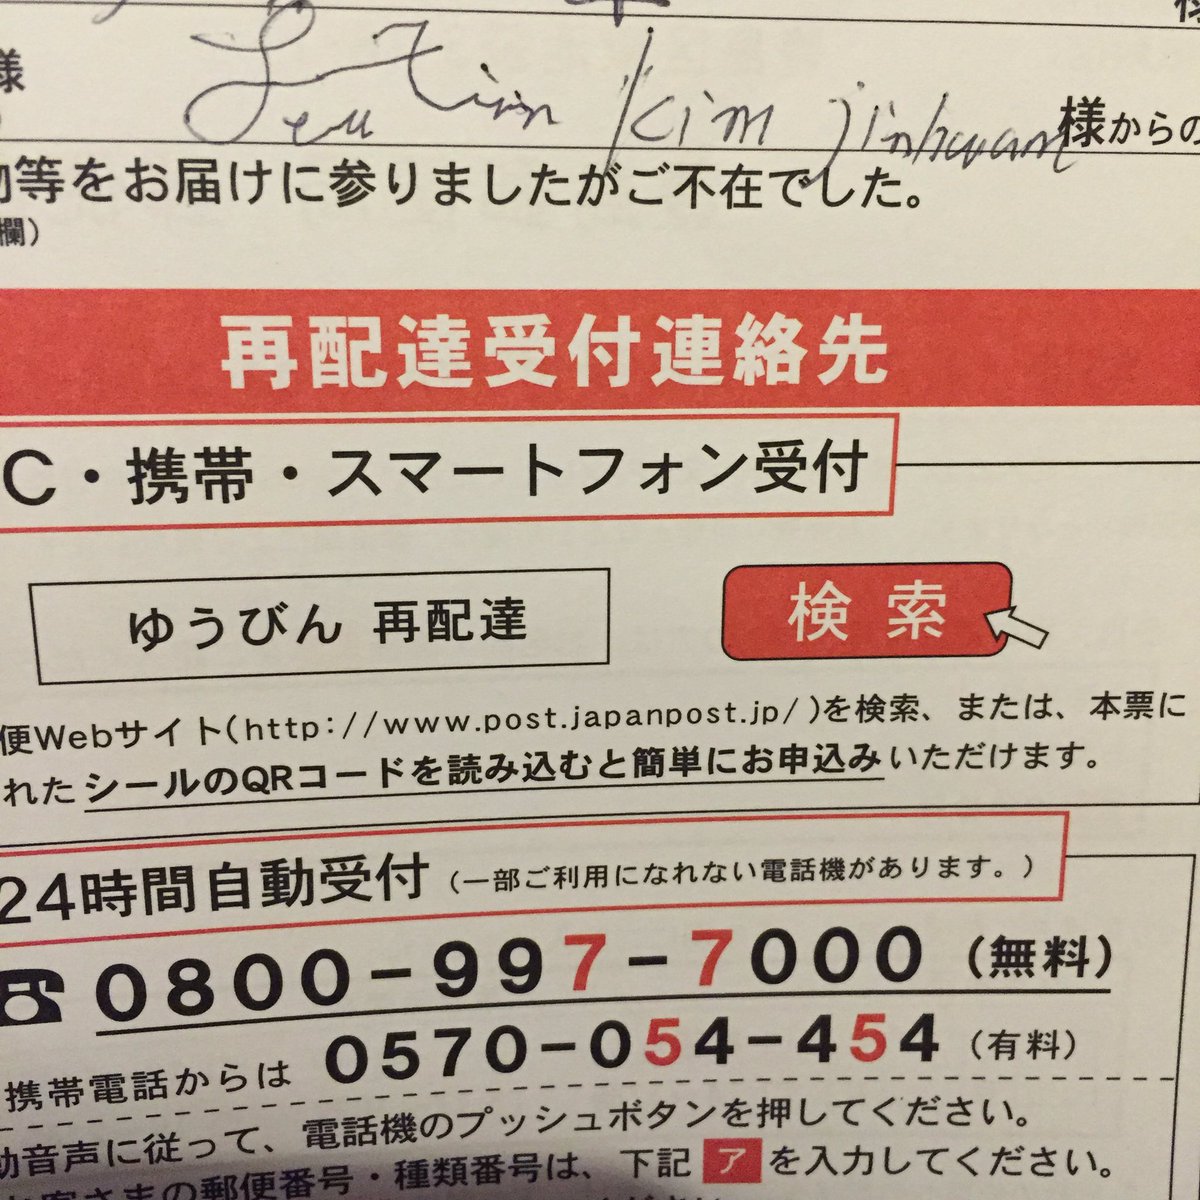 様
kim jinhwan 様からの
物等をお届けに参りましたがご不在でした。
欄）
再配達受付連絡先
C・携帯・スマートフォン受付
ゆうびん 再配達
検索
便Webサイト(http://www.post.japanpost.jp/)を検索、または、本票に
れたシールのQRコードを読み込むと簡単にお申込みいただけます。
24時間自動受付（一部ご利用になれない電話機があります。）
☎0800-997-7000（無料）
携帯電話からは 0570-054-454（有料）
動音声に従って、電話機のプッシュボタンを押してください。
客さまの郵便番号・種類番号は、下記アを入力してください。